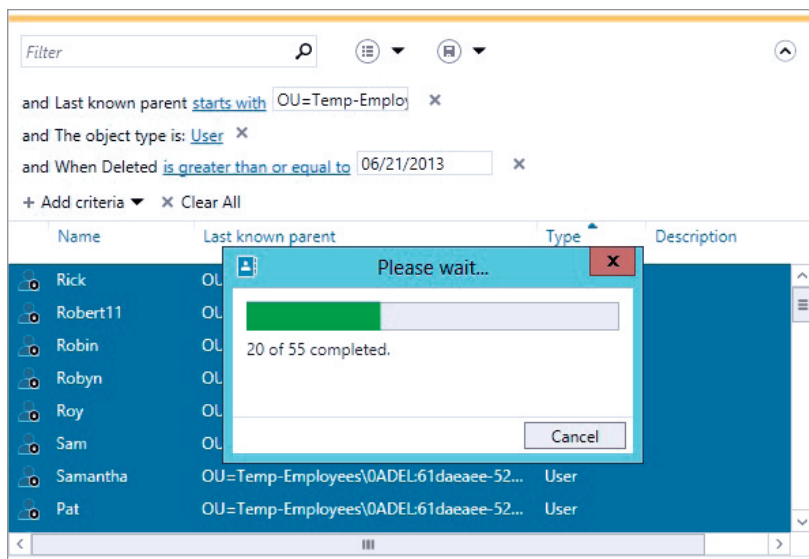 Filter
and Last known parent starts with OU=Temp-Employ
and The object type is: User
and When Deleted is greater than or equal to 06/21/2013
+ Add criteria Clear All
Name Last known parent Type Description
Please wait...
Rick OU
Robert11 OU
20 of 55 completed.
Robin OU
Robyn OU
Roy OU
Cancel
Sam OU
Samantha OU=Temp-Employees\0ADEL:61daeaee-52... User
Pat OU=Temp-Employees\0ADEL:61daeaee-52... User